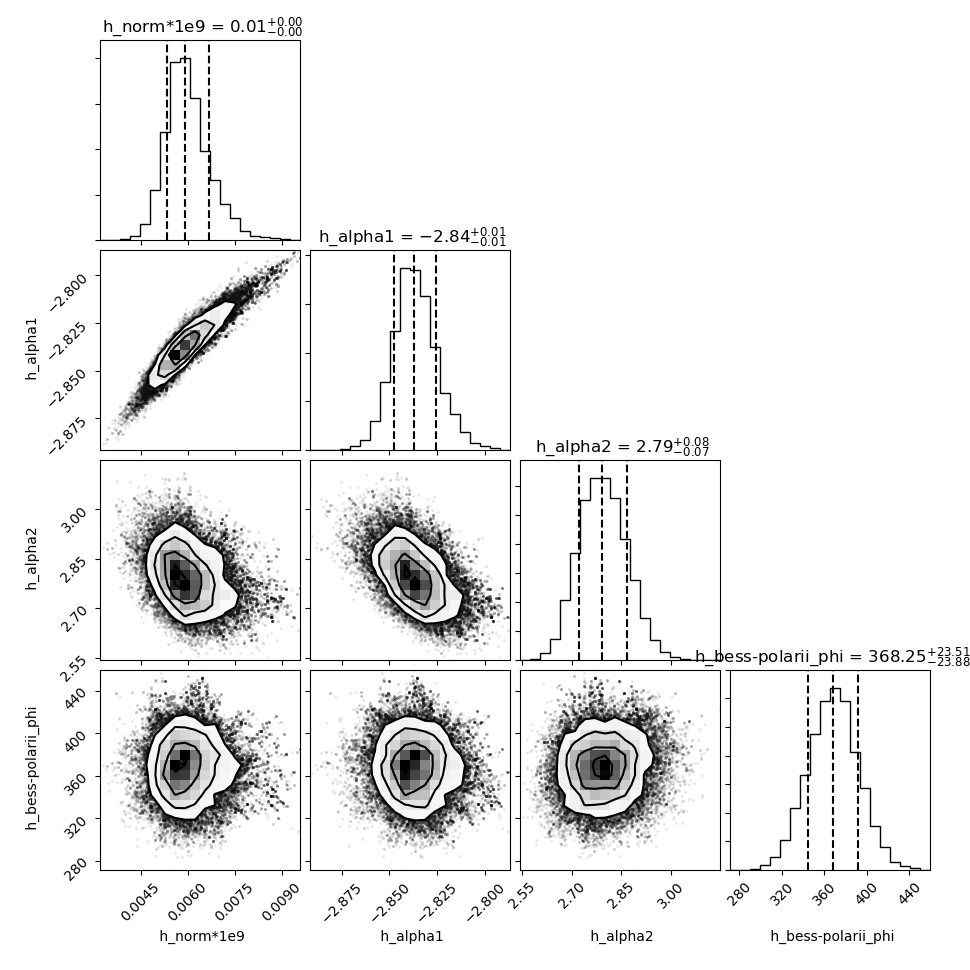 h_norm*1e9 = 0.01+0.00−0.00
h_alpha1 = −2.84+0.01−0.01
−2.800
−2.825
−2.850
−2.875
h_alpha1
h_alpha2 = 2.79+0.08−0.07
3.00
2.85
2.70
2.55
h_alpha2
h_bess-polarii_phi = 368.25+23.51−23.88
440
400
360
320
280
h_bess-polarii_phi
0.0045 0.0060 0.0075 0.0090
−2.875 −2.850 −2.825 −2.800
2.55 2.70 2.85 3.00
280 320 360 400 440
h_norm*1e9 h_alpha1 h_alpha2 h_bess-polarii_phi